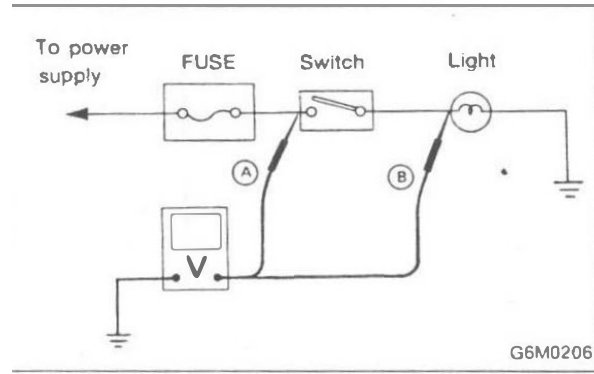 To power
supply
FUSE
Switch
Light
A
B
V
G6M0206